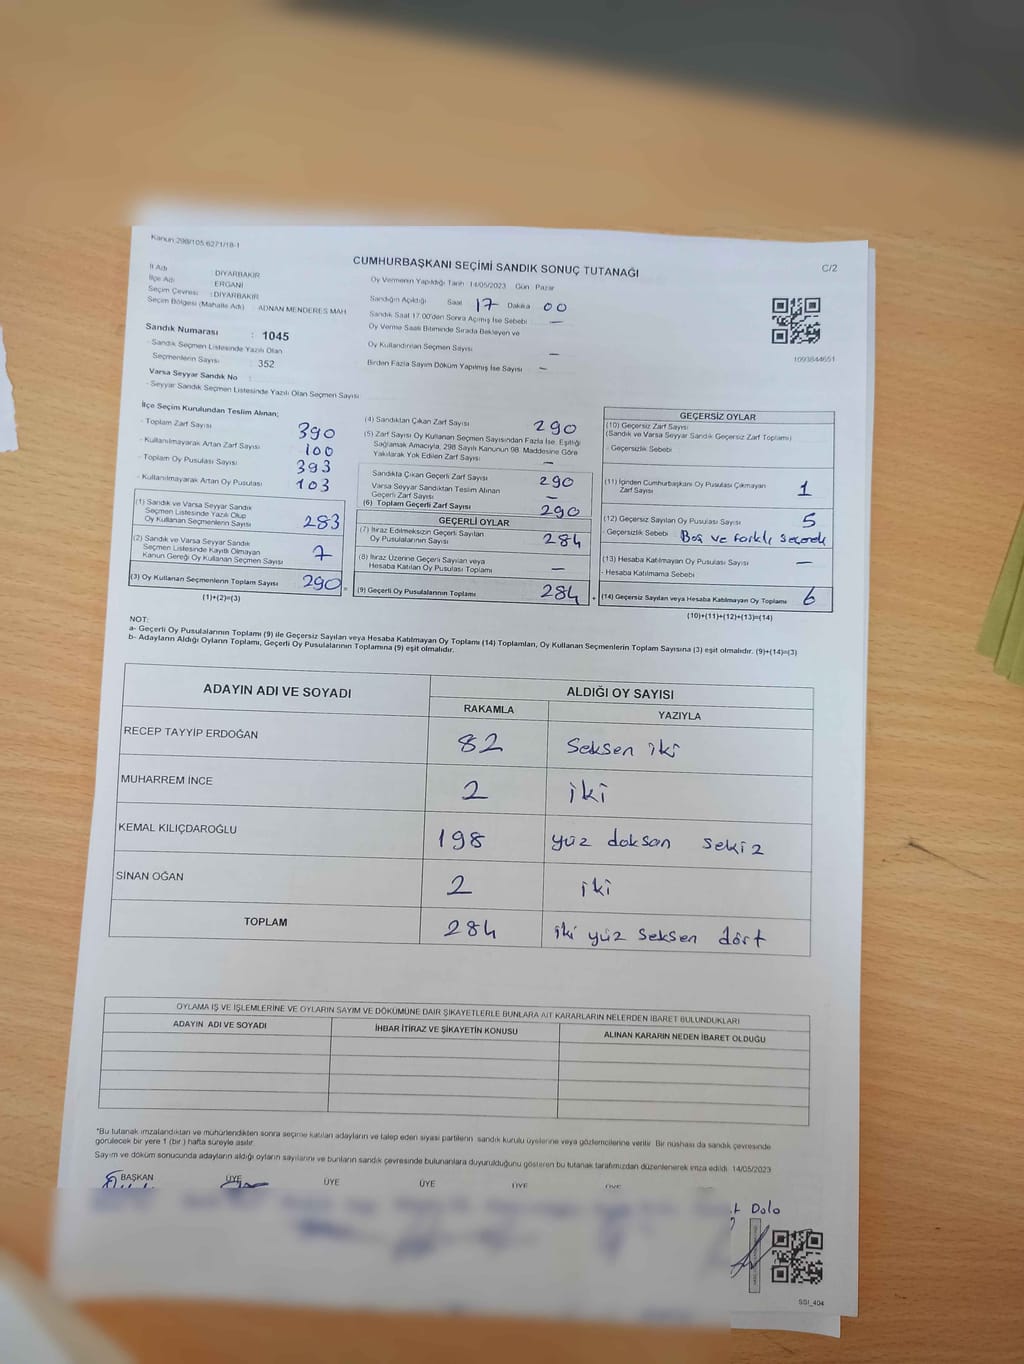 Kanun:298/105,6271/18-1
CUMHURBAŞKANI SEÇİMİ SANDIK SONUÇ TUTANAĞI
C/2
İl Adı : DİYARBAKIR
İlçe Adı : ERGANİ
Seçim Çevresi : DİYARBAKIR
Seçim Bölgesi (Mahalle Adı) : ADNAN MENDERES MAH
Sandık Numarası : 1045
- Sandık Seçmen Listesinde Yazılı Olan
Seçmenlerin Sayısı : 352
Varsa Seyyar Sandık No :
- Seyyar Sandık Seçmen Listesinde Yazılı Olan Seçmen Sayısı
Oy Vermenin Yapıldığı Tarih 14/05/2023 Gün Pazar
Sandığın Açıldığı Saat 17 Dakika 00
Sandık Saat 17.00'den Sonra Açılmış İse Sebebi —
Oy Verme Saati Bitiminde Sırada Bekleyen ve
Oy Kullandırılan Seçmen Sayısı —
Birden Fazla Sayım Döküm Yapılmış İse Sayısı —
1093844651
İlçe Seçim Kurulundan Teslim Alınan;
- Toplam Zarf Sayısı 390
- Kullanılmayarak Artan Zarf Sayısı 100
- Toplam Oy Pusulası Sayısı 393
- Kullanılmayarak Artan Oy Pusulası 103
(1) Sandık ve Varsa Seyyar Sandık
Seçmen Listesinde Yazılı Olup
Oy Kullanan Seçmenlerin Sayısı 283
(2) Sandık ve Varsa Seyyar Sandık
Seçmen Listesinde Kayıtlı Olmayan
Kanun Gereği Oy Kullanan Seçmen Sayısı 7
(3) Oy Kullanan Seçmenlerin Toplam Sayısı 290 =
(1)+(2)=(3)
(4) Sandıktan Çıkan Zarf Sayısı 290
(5) Zarf Sayısı Oy Kullanan Seçmen Sayısından Fazla İse, Eşitliği
Sağlamak Amacıyla, 298 Sayılı Kanunun 98. Maddesine Göre
Yakılarak Yok Edilen Zarf Sayısı —
Sandıkta Çıkan Geçerli Zarf Sayısı 290
Varsa Seyyar Sandıktan Teslim Alınan
Geçerli Zarf Sayısı —
(6) Toplam Geçerli Zarf Sayısı 290
GEÇERLİ OYLAR
(7) İtiraz Edilmeksizin Geçerli Sayılan
Oy Pusulalarının Sayısı 284
(8) İtiraz Üzerine Geçerli Sayılan veya
Hesaba Katılan Oy Pusulası Toplamı —
(9) Geçerli Oy Pusulalarının Toplamı 284 +
GEÇERSİZ OYLAR
(10) Geçersiz Zarf Sayısı
(Sandık ve Varsa Seyyar Sandık Geçersiz Zarf Toplamı)
- Geçersizlik Sebebi
(11) İçinden Cumhurbaşkanı Oy Pusulası Çıkmayan
Zarf Sayısı 1
(12) Geçersiz Sayılan Oy Pusulası Sayısı 5
- Geçersizlik Sebebi Boş ve farklı
(13) Hesaba Katılmayan Oy Pusulası Sayısı —
- Hesaba Katılmama Sebebi
(14) Geçersiz Sayılan veya Hesaba Katılmayan Oy Toplamı 6
(10)+(11)+(12)+(13)=(14)
NOT:
a- Geçerli Oy Pusulalarının Toplamı (9) ile Geçersiz Sayılan veya Hesaba Katılmayan Oy Toplamı (14) Toplamları, Oy Kullanan Seçmenlerin Toplam Sayısına (3) eşit olmalıdır. (9)+(14)=(3)
b- Adayların Aldığı Oyların Toplamı, Geçerli Oy Pusulalarının Toplamına (9) eşit olmalıdır.
ADAYIN ADI VE SOYADI
ALDIĞI OY SAYISI
RAKAMLA YAZIYLA
RECEP TAYYİP ERDOĞAN 82 Seksen iki
MUHARREM İNCE 2 iki
KEMAL KILIÇDAROĞLU 198 yüz dokson sekiz
SİNAN OĞAN 2 iki
TOPLAM 284 iki yüz seksen dört
OYLAMA İŞ VE İŞLEMLERİNE VE OYLARIN SAYIM VE DÖKÜMÜNE DAİR ŞİKAYETLERLE BUNLARA AİT KARARLARIN NELERDEN İBARET BULUNDUKLARI
ADAYIN ADI VE SOYADI İHBAR İTİRAZ VE ŞİKAYETİN KONUSU ALINAN KARARIN NEDEN İBARET OLDUĞU
*Bu tutanak imzalandıktan ve mühürlendikten sonra seçime katılan adayların ve talep eden siyasi partilerin sandık kurulu üyelerine veya gözlemcilerine verilir. Bir nüshası da sandık çevresinde
görülecek bir yere 1 (bir) hafta süreyle asılır.
Sayım ve döküm sonucunda adayların aldığı oyların sayılarını ve bunların sandık çevresinde bulunanlara duyurulduğunu gösteren bu tutanak tarafımızdan düzenlenerek imza edildi. 14/05/2023
BAŞKAN ÜYE ÜYE ÜYE ÜYE ÜYE
Dolo
SSI_404